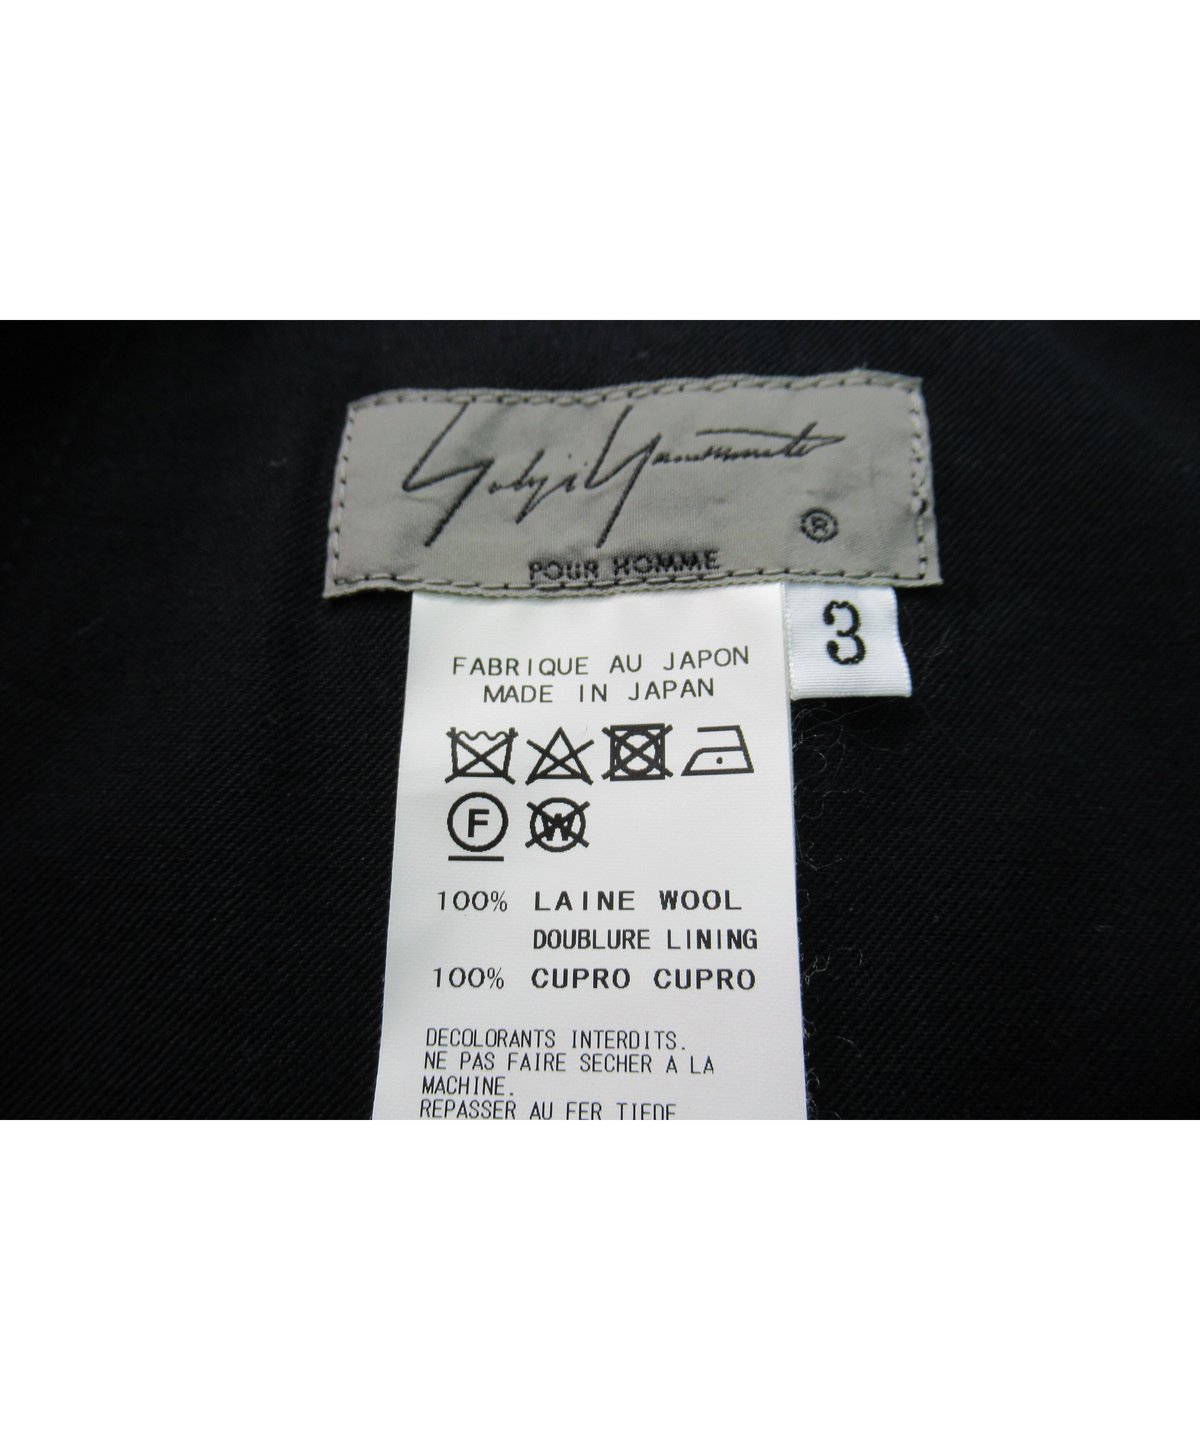 Yohji Yamamoto
®
POUR HOMME
3
FABRIQUE AU JAPON
MADE IN JAPAN
F W
100% LAINE WOOL
DOUBLURE LINING
100% CUPRO CUPRO
DECOLORANTS INTERDITS.
NE PAS FAIRE SECHER A LA
MACHINE.
REPASSER AU FER TIEDE